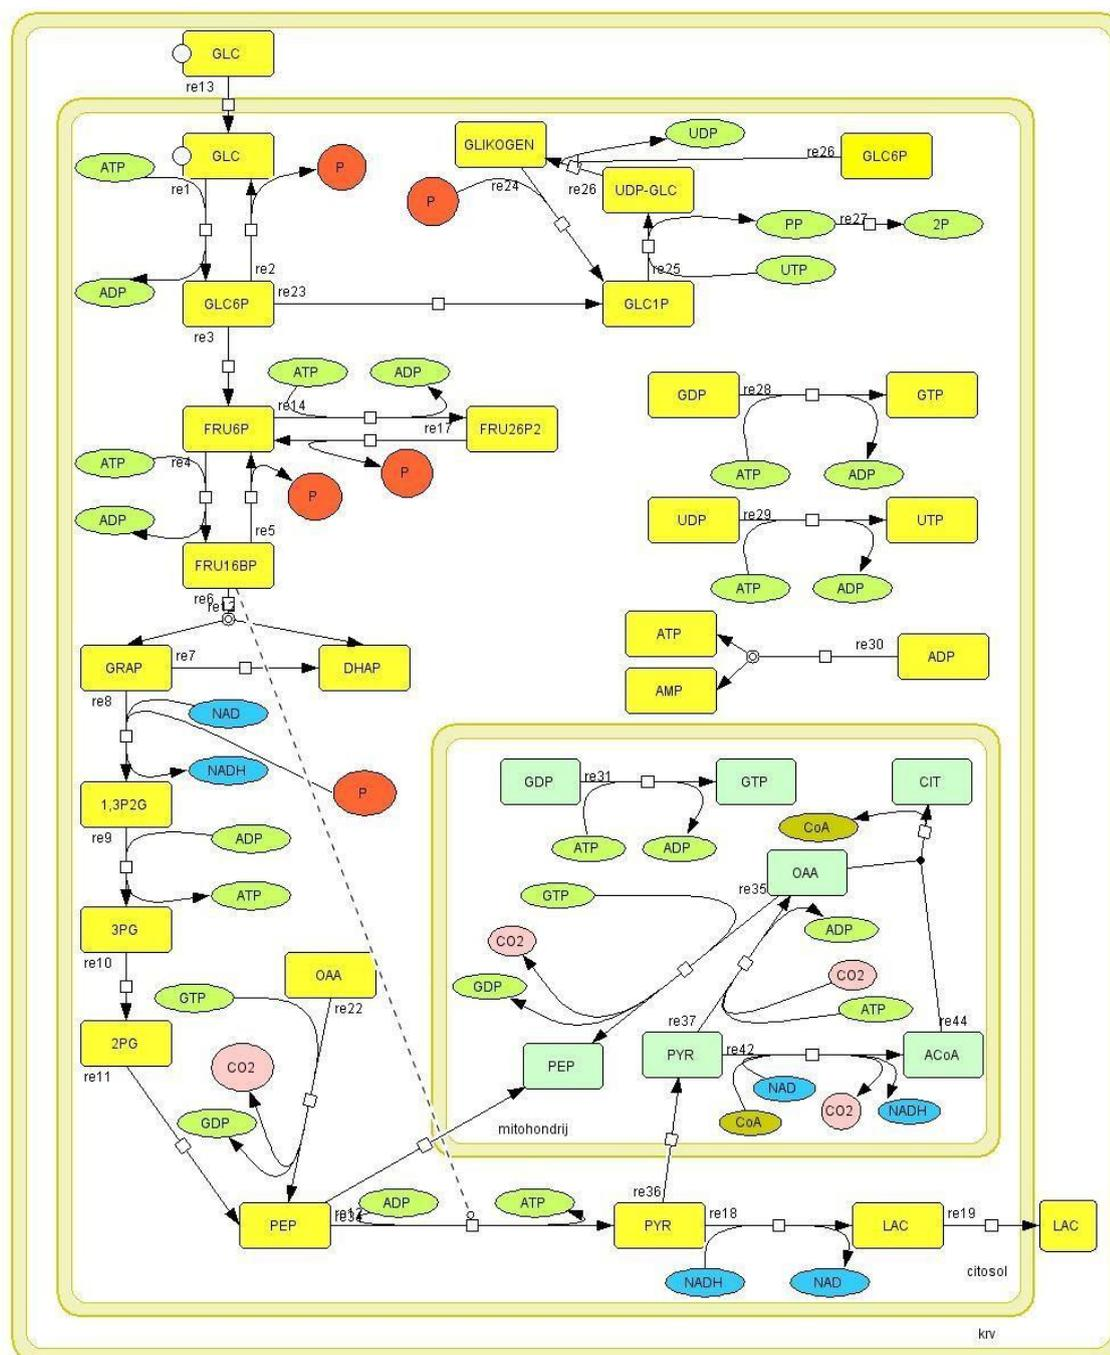 GLC
re13
GLC
ATP
P
re1
ADP
re2
GLC6P
re23
re3
GLIKOGEN
UDP
re26
GLC6P
re24
P
re26
UDP-GLC
PP
re27
2P
re25
UTP
GLC1P
ATP
ADP
re14
FRU6P
re17
FRU26P2
ATP
re4
P
P
ADP
re5
FRU16BP
re6
GDP
re28
GTP
ATP
ADP
UDP
re29
UTP
ATP
ADP
ATP
re30
ADP
AMP
GRAP
re7
DHAP
re8
NAD
NADH
P
1,3P2G
re9
ADP
ATP
3PG
re10
OAA
GTP
re22
2PG
re11
CO2
GDP
GDP
re31
GTP
CIT
ATP
ADP
CoA
OAA
re35
GTP
ADP
CO2
CO2
GDP
ATP
re37
re44
PEP
PYR
re42
ACoA
NAD
CO2
NADH
CoA
mitohondrij
re36
PEP
ADP
ATP
PYR
re18
LAC
re19
LAC
NADH
NAD
citosol
krv